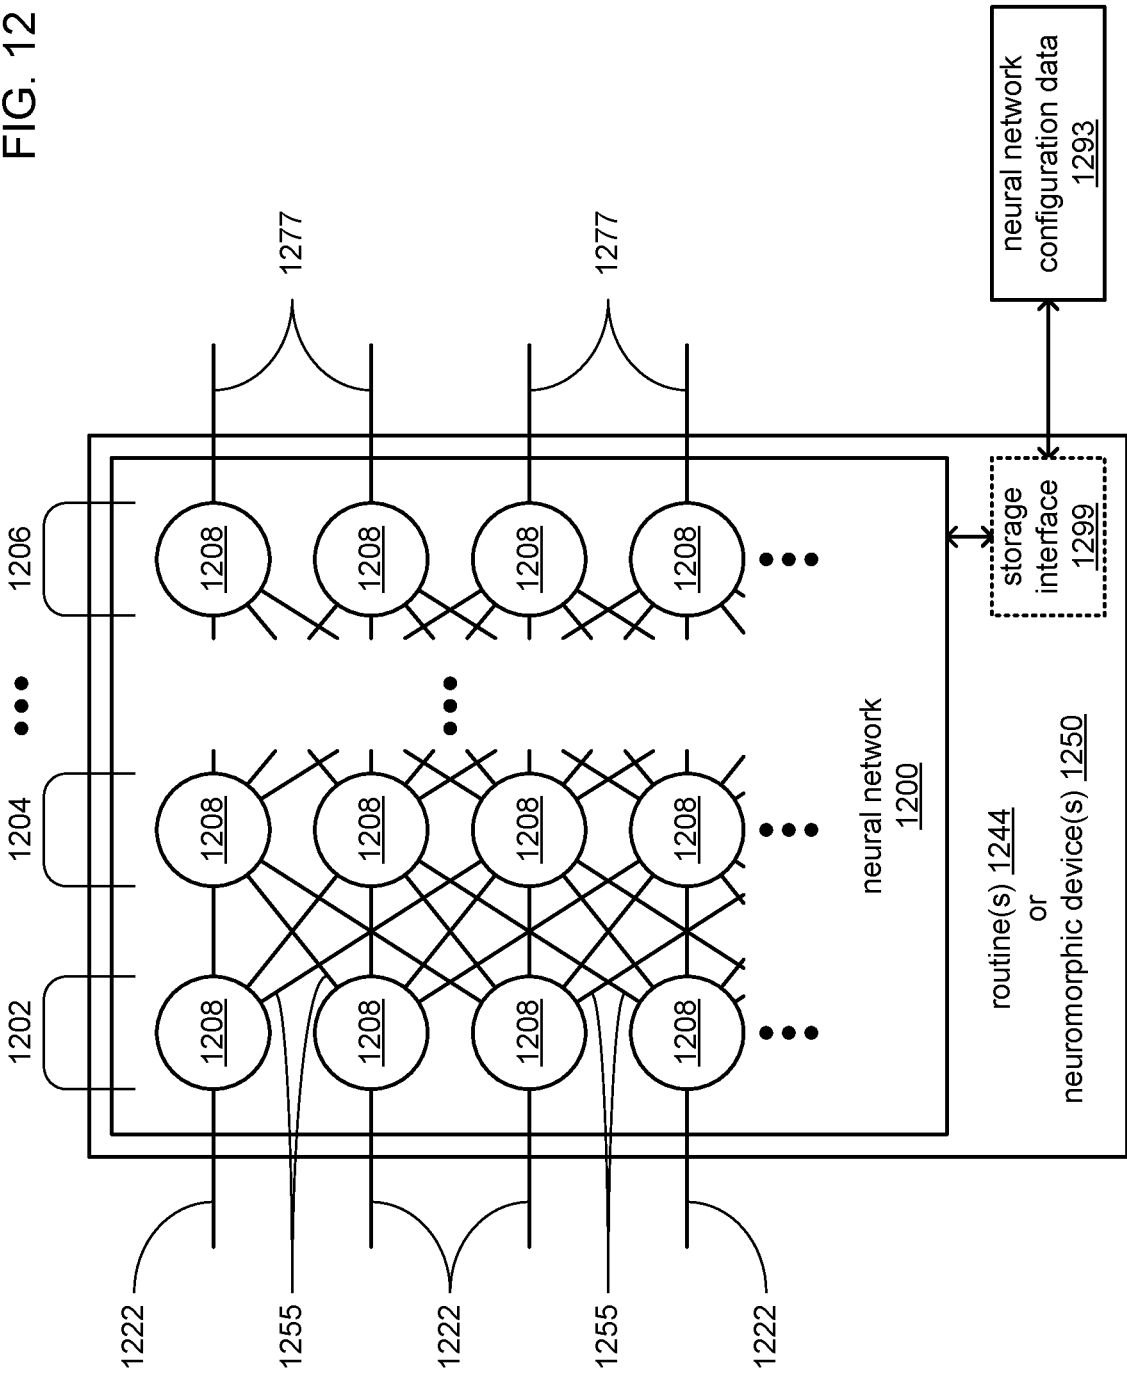 FIG. 12
1202
1204
1206
1222
1208
1208
1208
1255
1277
1208
1208
1208
1222
1208
1208
1208
1255
1277
1208
1208
1208
1222
neural network
1200
routine(s) 1244
or
neuromorphic device(s) 1250
storage
interface
1299
neural network
configuration data
1293